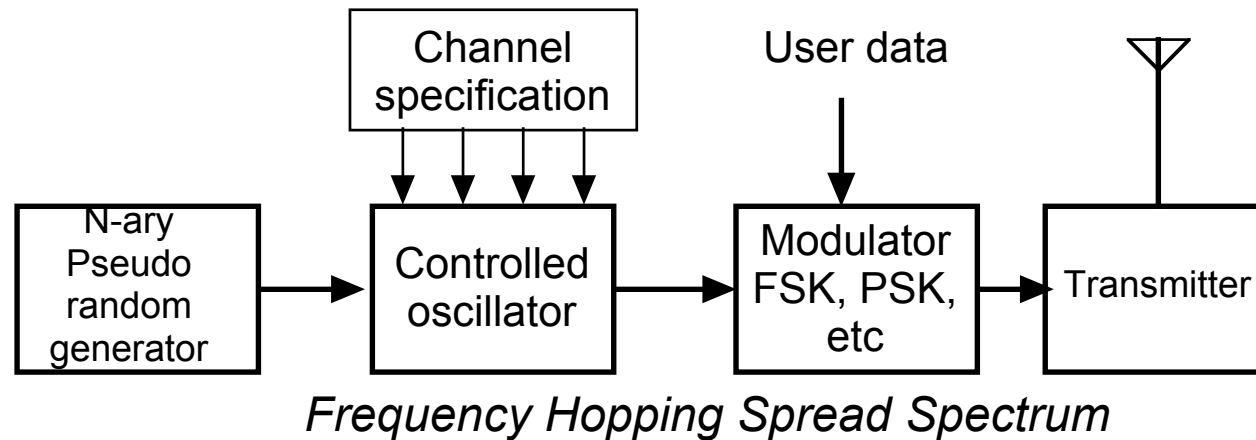 Channel
specification
User data
N-ary
Pseudo
random
generator
Controlled
oscillator
Modulator
FSK, PSK,
etc
Transmitter
Frequency Hopping Spread Spectrum